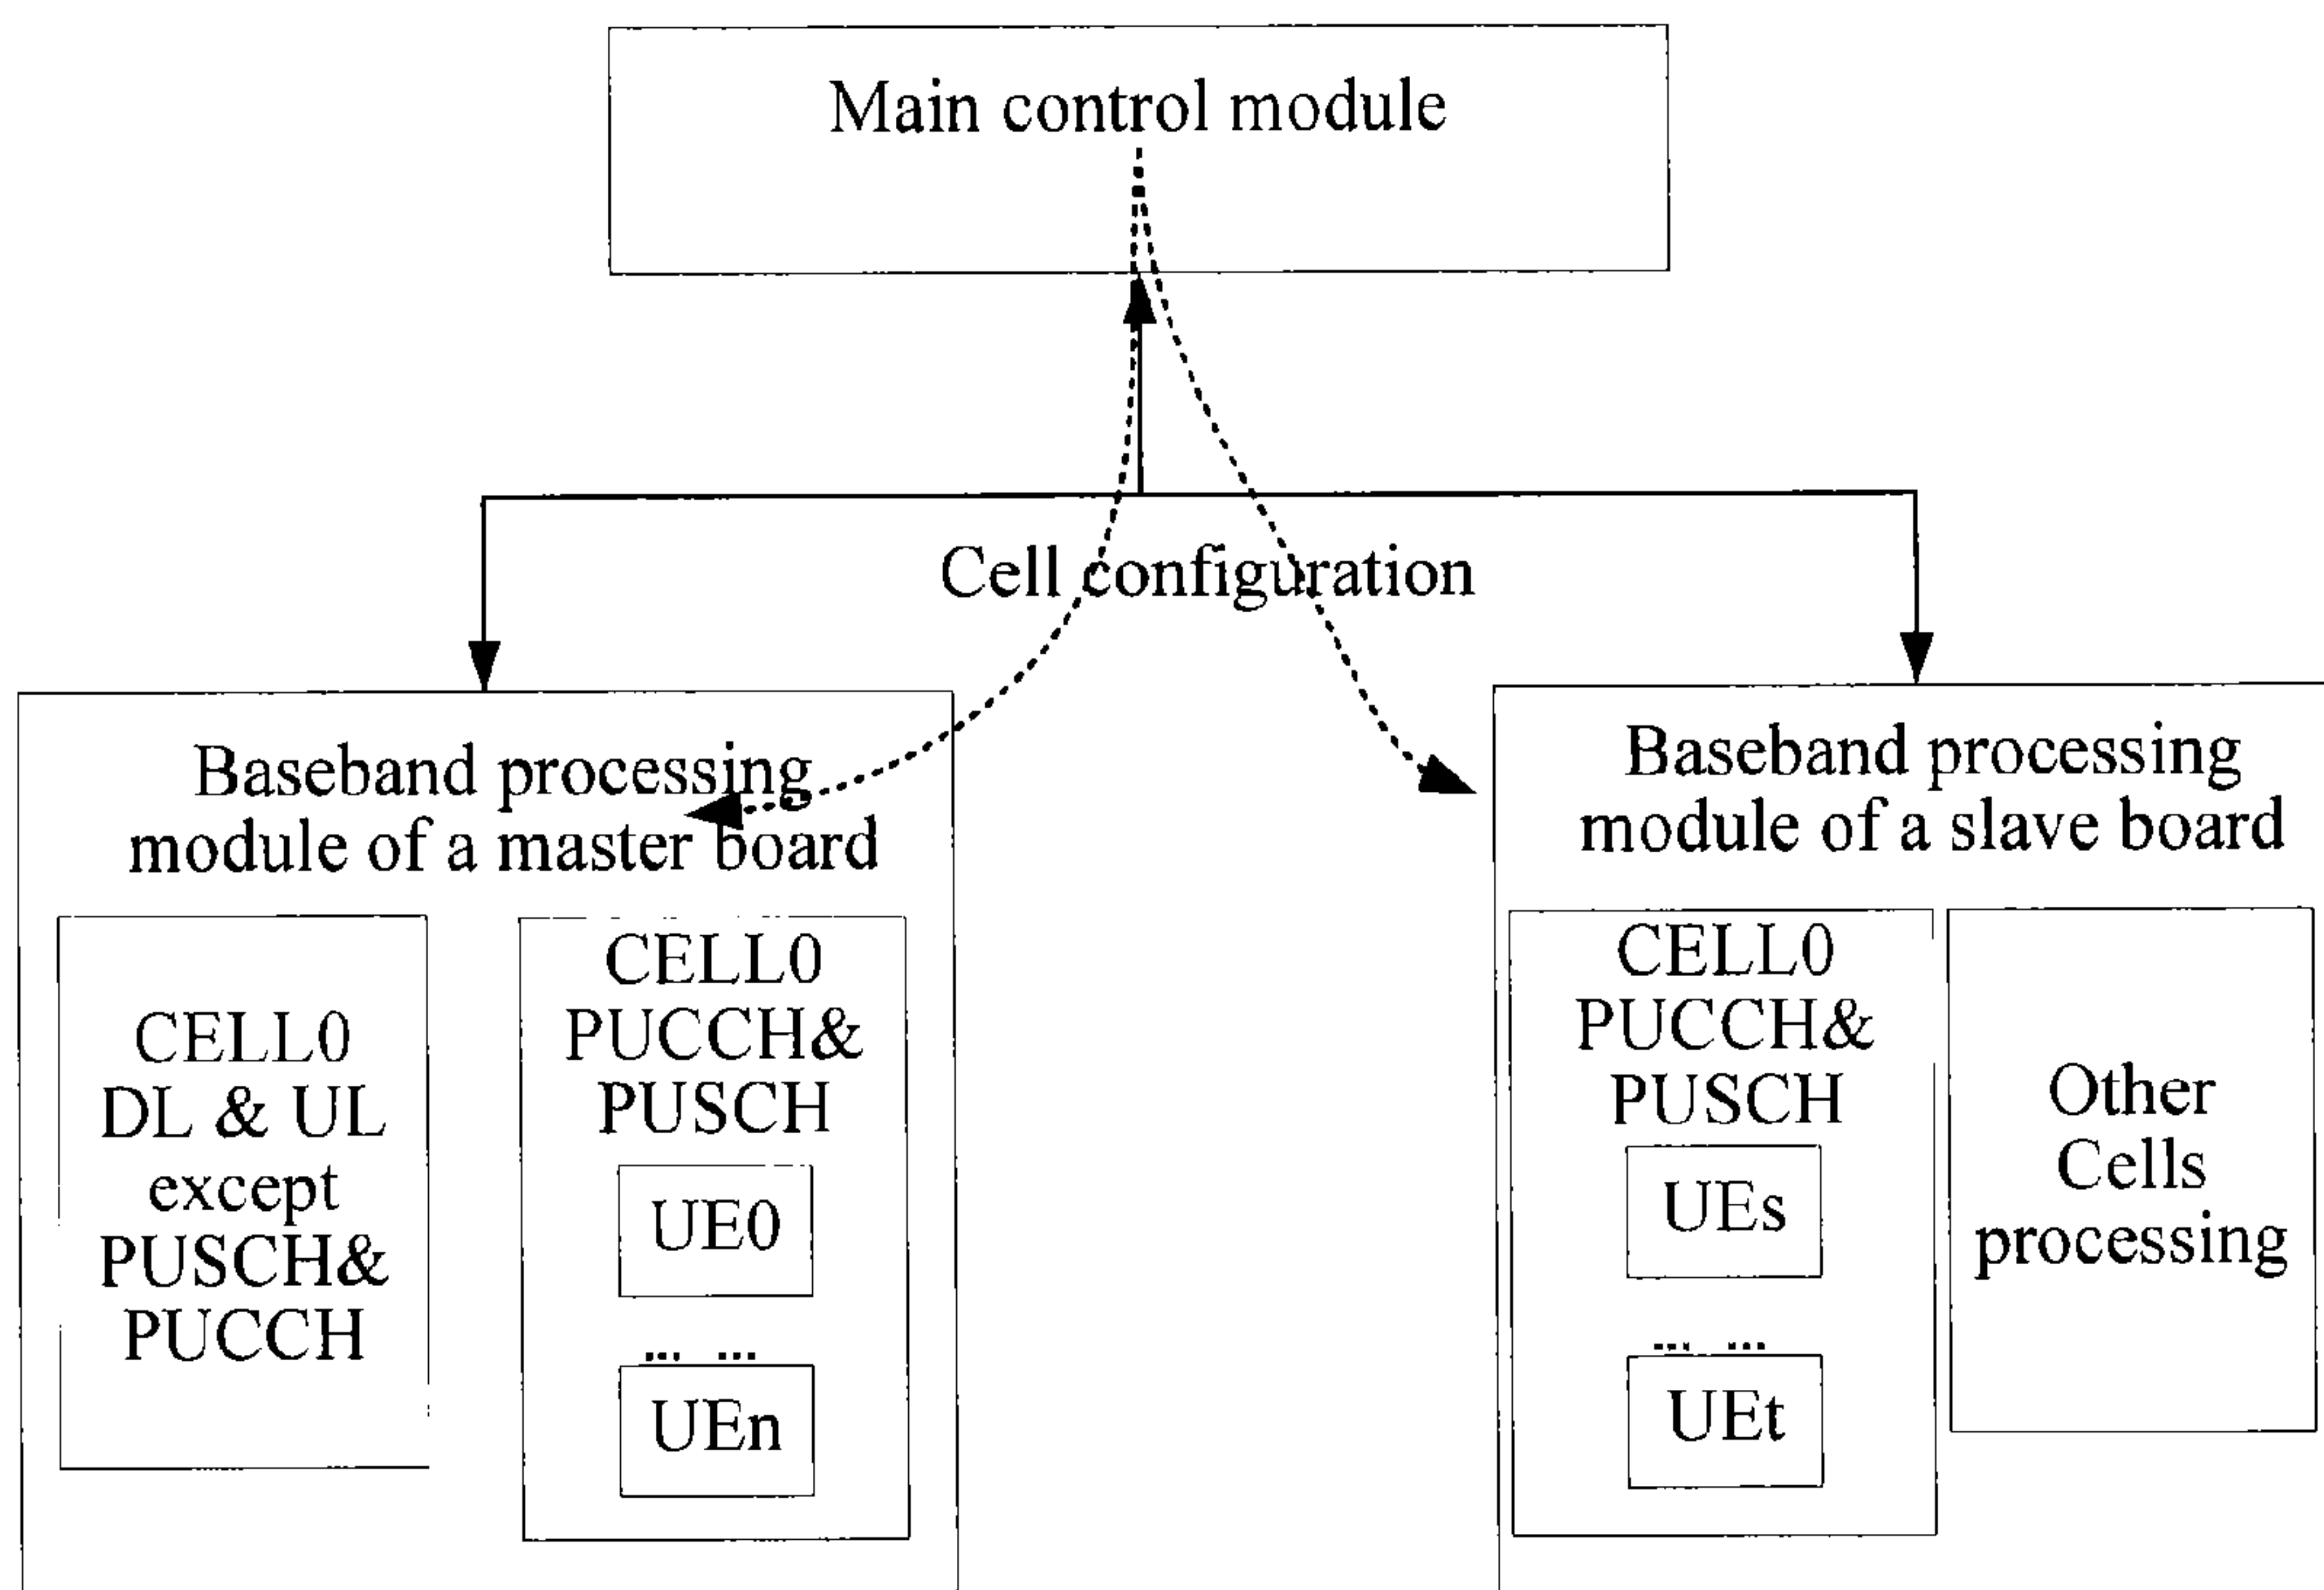 Main control module
Cell configuration
Baseband processing
module of a master board
CELL0
DL & UL
except
PUSCH&
PUCCH
CELL0
PUCCH&
PUSCH
UE0
... ...
UEn
Baseband processing
module of a slave board
CELL0
PUCCH&
PUSCH
UEs
... ...
UEt
Other
Cells
processing